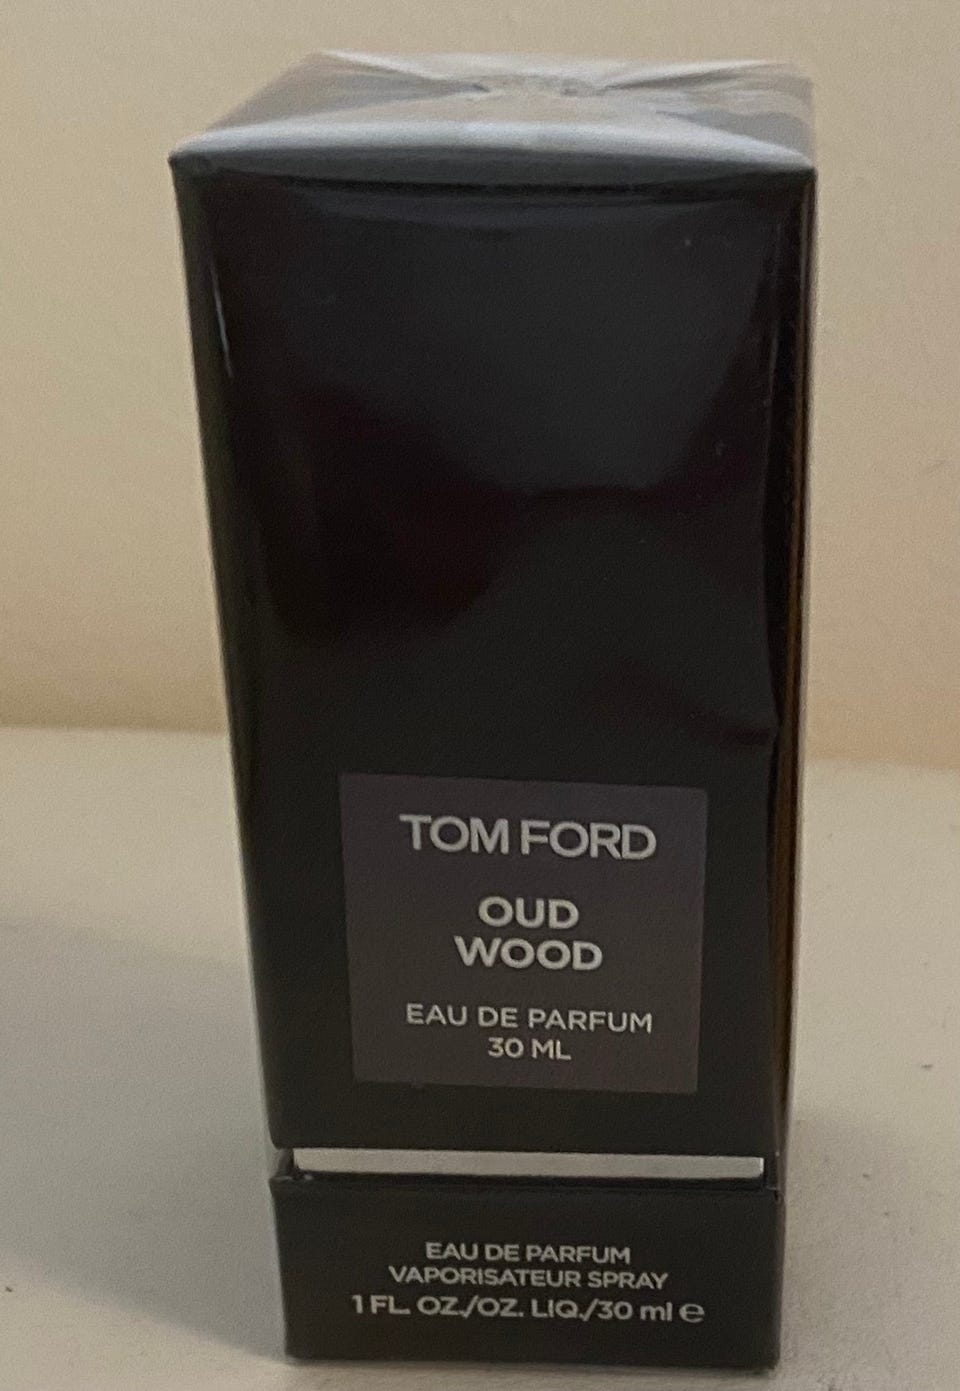 TOM FORD
OUD
WOOD
EAU DE PARFUM
30 ML
EAU DE PARFUM
VAPORISATEUR SPRAY
1 FL. OZ./OZ. LIQ./30 ml ℮